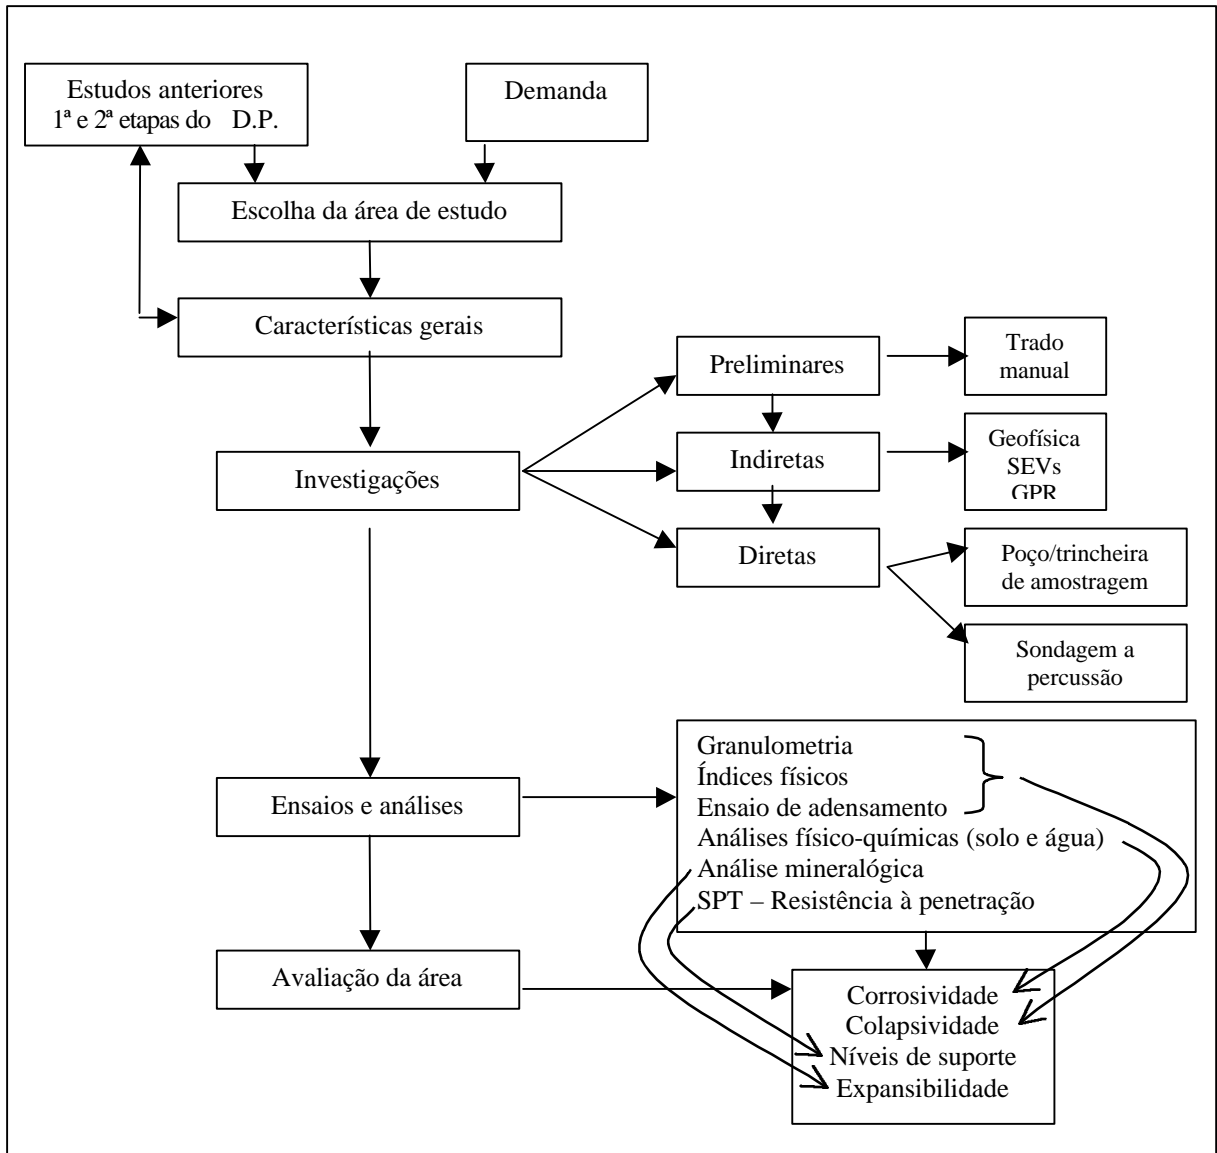 Estudos anteriores
1ª e 2ª etapas do D.P.
Demanda
Escolha da área de estudo
Características gerais
Investigações
Preliminares
Trado
manual
Indiretas
Geofísica
SEVs
GPR
Diretas
Poço/trincheira
de amostragem
Sondagem a
percussão
Ensaios e análises
Granulometria
Índices físicos
Ensaio de adensamento
Análises físico-químicas (solo e água)
Análise mineralógica
SPT – Resistência à penetração
Avaliação da área
Corrosividade
Colapsividade
Níveis de suporte
Expansibilidade